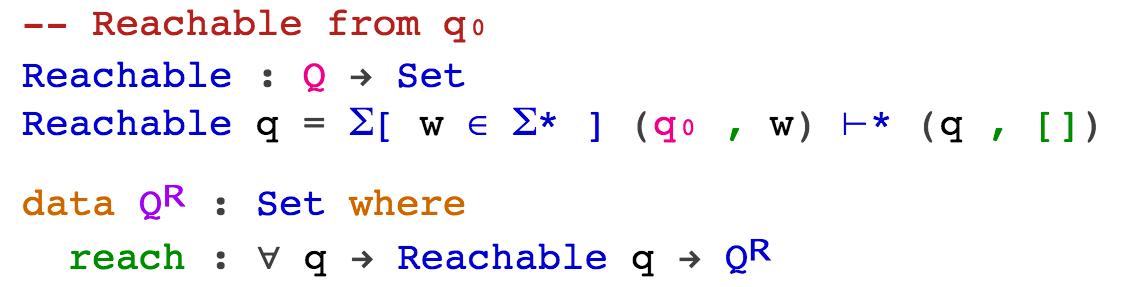 -- Reachable from q₀
Reachable : Q → Set
Reachable q = Σ[ w ∈ Σ* ] (q₀ , w) ⊢* (q , [])
data Qᴿ : Set where
  reach : ∀ q → Reachable q → Qᴿ